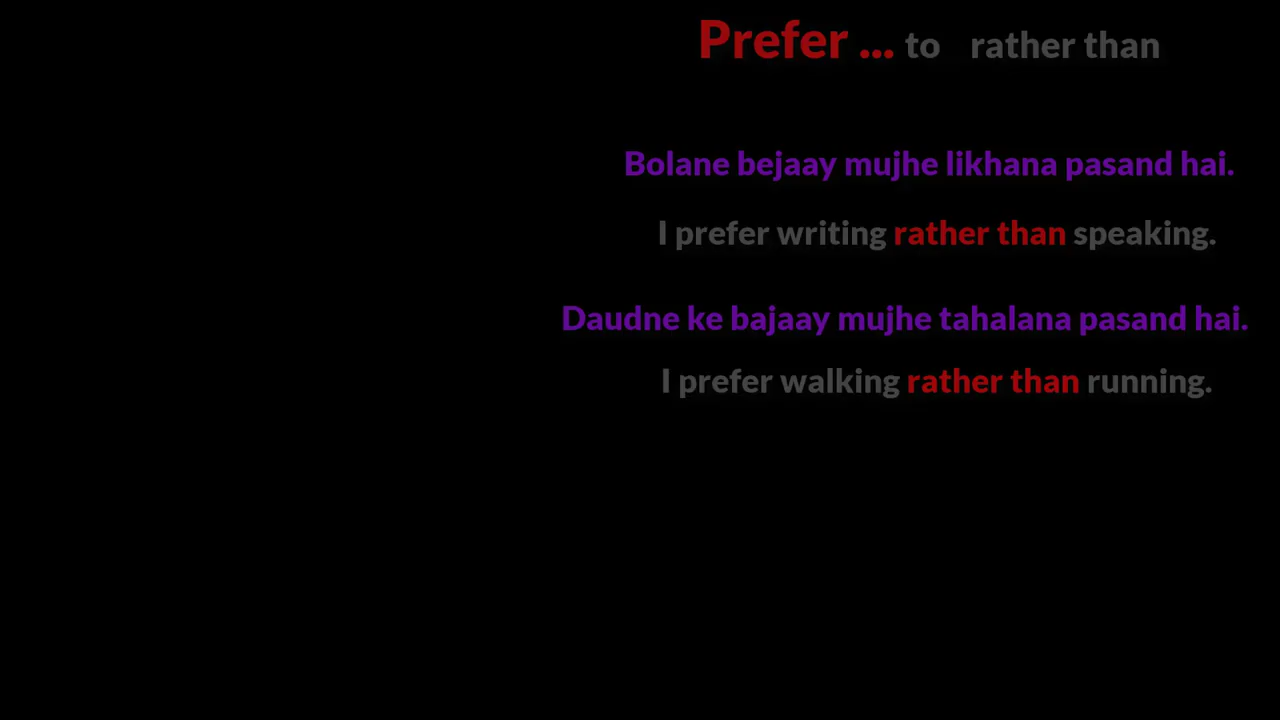 Prefer ... to rather than
Bolane bejaay mujhe likhana pasand hai.
I prefer writing rather than speaking.
Daudne ke bajaay mujhe tahalana pasand hai.
I prefer walking rather than running.